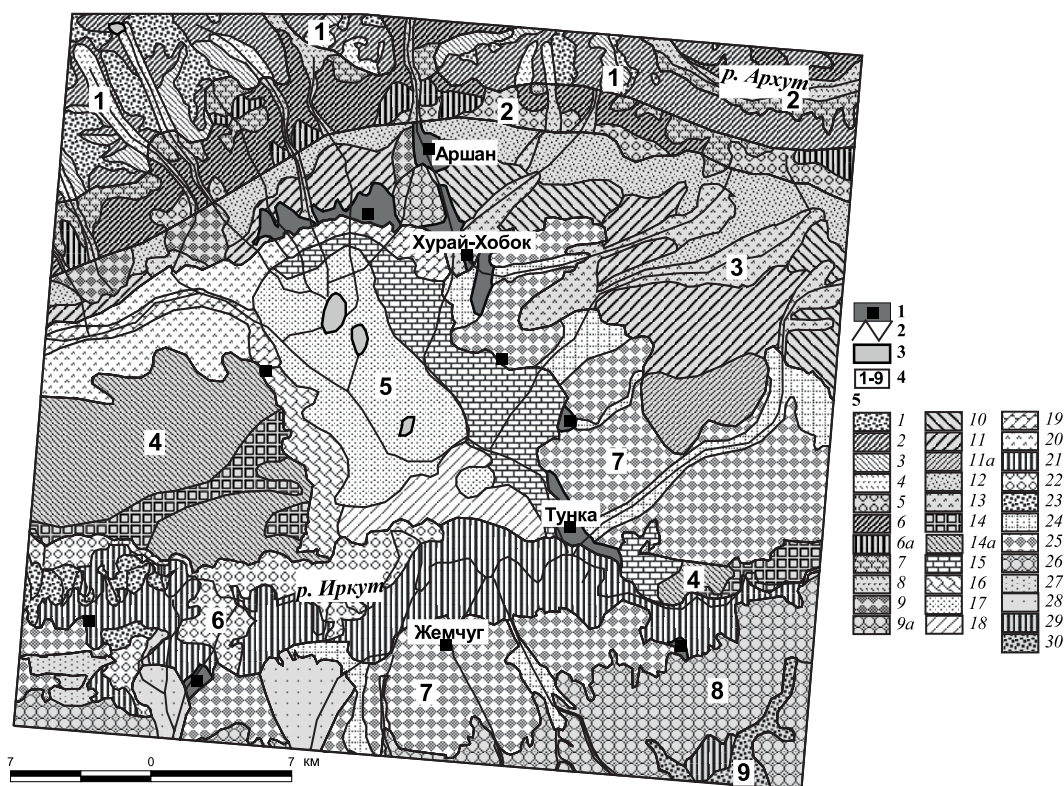 1
1
1
р. Архут
2
2
1
Аршан
Хурай-Хобок
3
5
4
7
Тунка
4
р. Иркут
6
Жемчуг
7
8
9
7 0 7 км
1
2
3
1-9 4
5
1 10 19
2 11 20
3 11а 21
4 12 22
5 13 23
6 14 24
6а 14а 25
7 15 26
8 16 27
9 17 28
9а 18 29
30